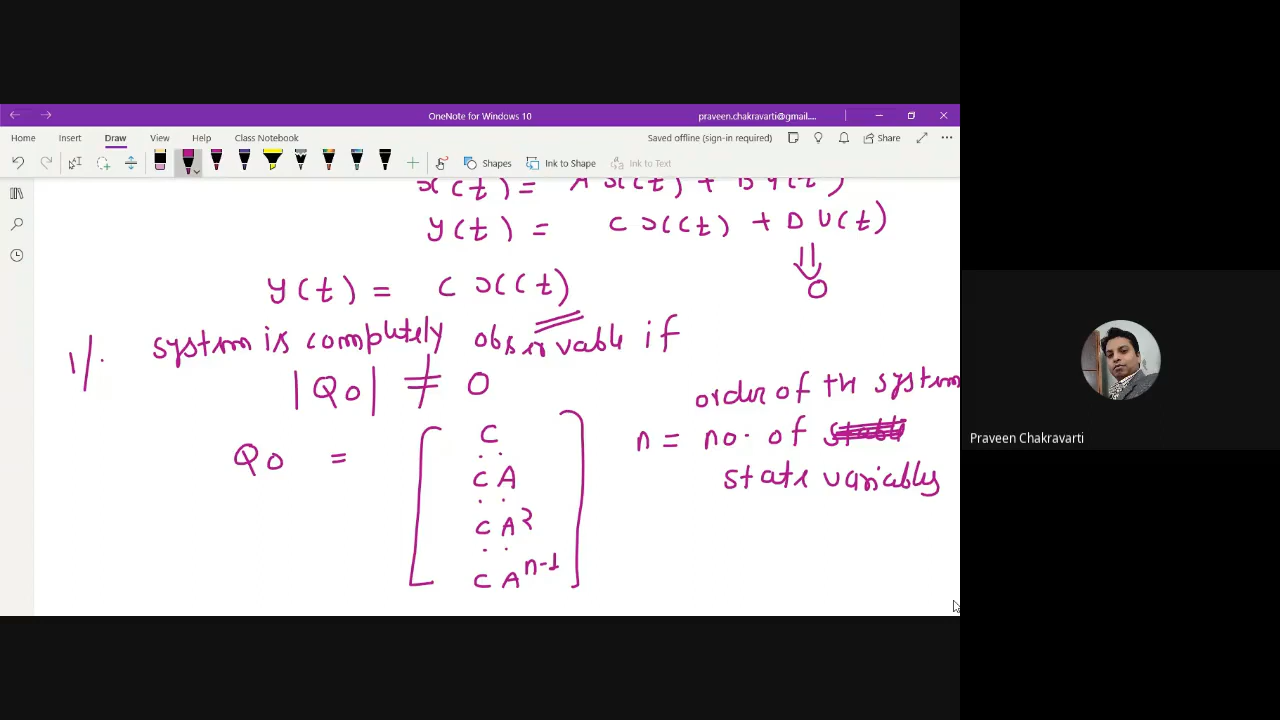 OneNote for Windows 10
praveen.chakravarti@gmail....
Home Insert Draw View Help Class Notebook
Saved offline (sign-in required) Share
Shapes Ink to Shape Ink to Text
ẋ(t) = A x(t) + B u(t)
y(t) = C x(t) + D U(t)
⇓
0
y(t) = C x(t)
1/. system is completely observable if
|Qo| ≠ 0
order of the system
n = no. of
state variables
Qo = [
C
. .
CA
. .
CA²
. .
CAⁿ⁻¹
]
Praveen Chakravarti